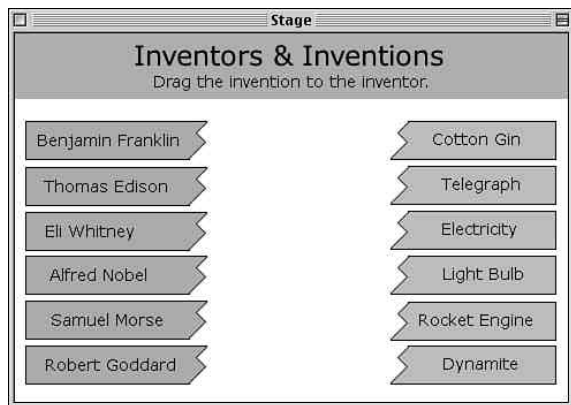 Stage
Inventors & Inventions
Drag the invention to the inventor.
Benjamin Franklin
Cotton Gin
Thomas Edison
Telegraph
Eli Whitney
Electricity
Alfred Nobel
Light Bulb
Samuel Morse
Rocket Engine
Robert Goddard
Dynamite